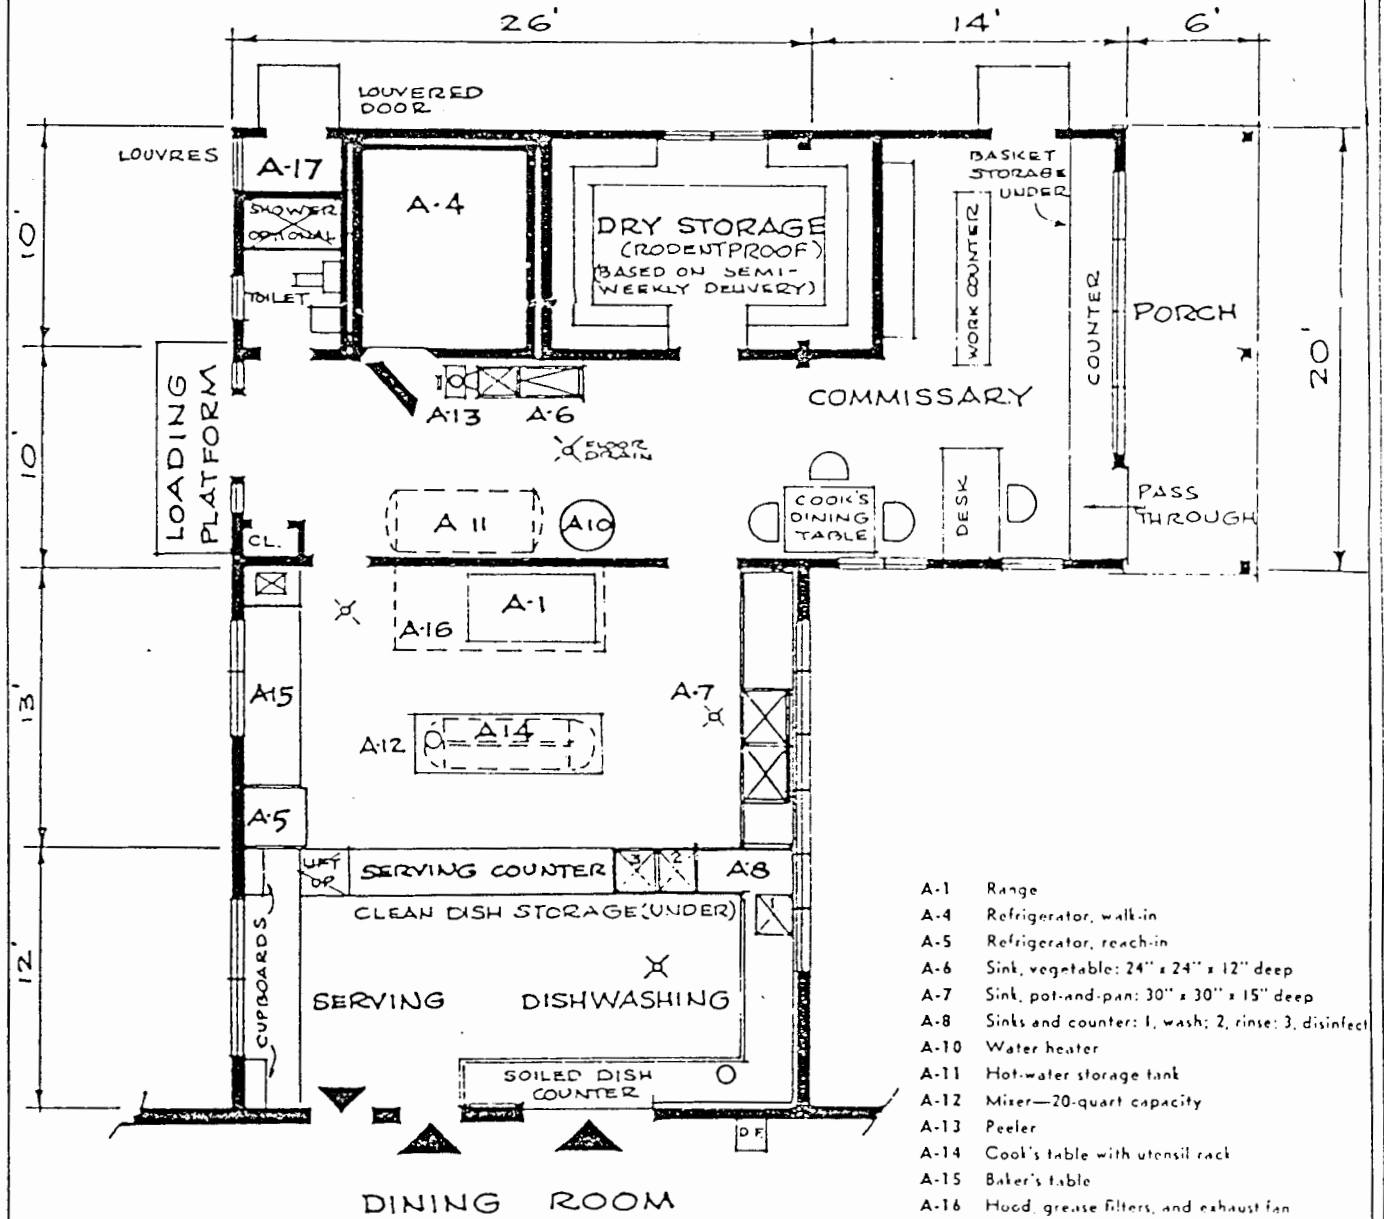 26'
14'
6'
LOUVERED
DOOR
LOUVRES
A-17
SHOWER
OPTIONAL
TOILET
A-4
DRY STORAGE
(RODENTPROOF)
(BASED ON SEMI-
WEEKLY DELIVERY)
BASKET
STORAGE
UNDER
WORK COUNTER
COUNTER
PORCH
10'
20'
LOADING
PLATFORM
A-13
A-6
COMMISSARY
FLOOR
DRAIN
10'
A 11
A10
COOK'S
DINING
TABLE
DESK
PASS
THROUGH
CL.
A-1
A-16
13'
A-15
A-7
A-12
A14
A-5
LIFT
UP
SERVING COUNTER
3
2
A-8
1
CLEAN DISH STORAGE (UNDER)
CUPBOARDS
12'
SERVING
DISHWASHING
SOILED DISH
COUNTER
D F
DINING ROOM
A-1 Range
A-4 Refrigerator, walk-in
A-5 Refrigerator, reach-in
A-6 Sink, vegetable: 24" x 24" x 12" deep
A-7 Sink, pot-and-pan: 30" x 30" x 15" deep
A-8 Sinks and counter: 1, wash; 2, rinse; 3, disinfect
A-10 Water heater
A-11 Hot-water storage tank
A-12 Mixer—20-quart capacity
A-13 Peeler
A-14 Cook's table with utensil rack
A-15 Baker's table
A-16 Hood, grease filters, and exhaust fan